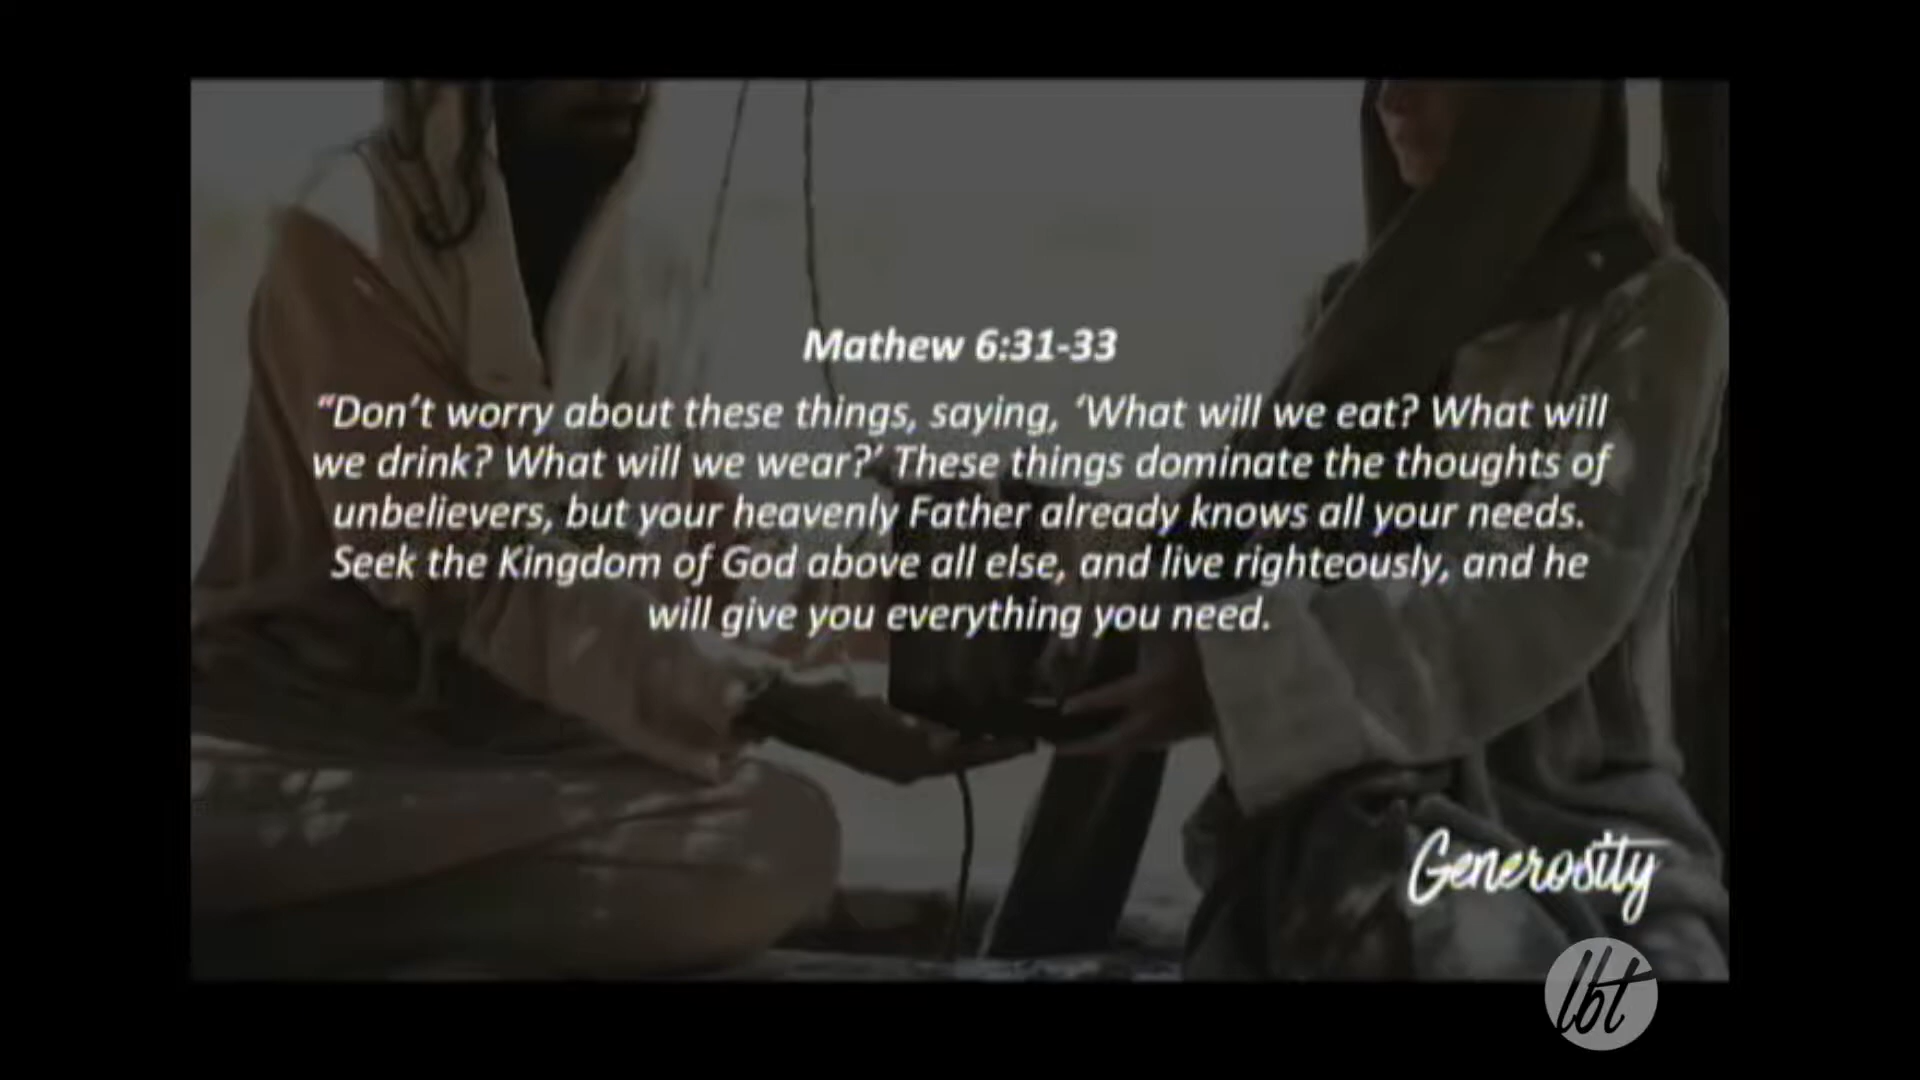 Mathew 6:31-33
“Don’t worry about these things, saying, ‘What will we eat? What will
we drink? What will we wear?’ These things dominate the thoughts of
unbelievers, but your heavenly Father already knows all your needs.
Seek the Kingdom of God above all else, and live righteously, and he
will give you everything you need.
Generosity
lbt